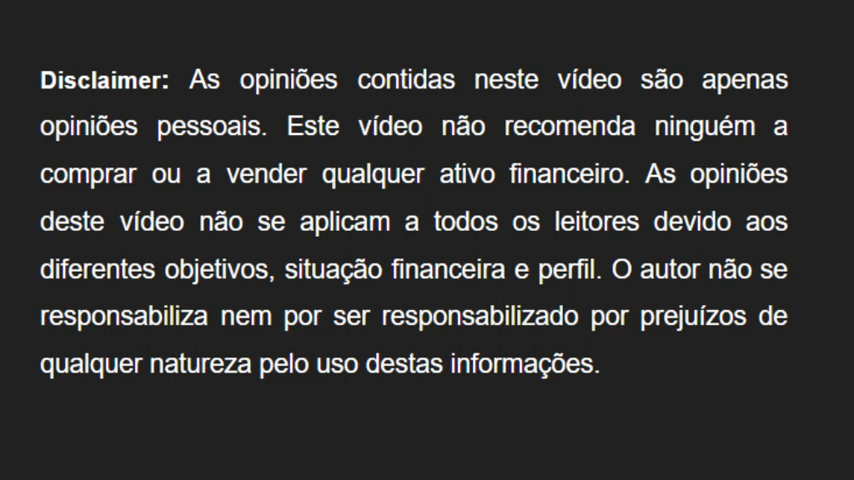 Disclaimer: As opiniões contidas neste vídeo são apenas
opiniões pessoais. Este vídeo não recomenda ninguém a
comprar ou a vender qualquer ativo financeiro. As opiniões
deste vídeo não se aplicam a todos os leitores devido aos
diferentes objetivos, situação financeira e perfil. O autor não se
responsabiliza nem por ser responsabilizado por prejuízos de
qualquer natureza pelo uso destas informações.